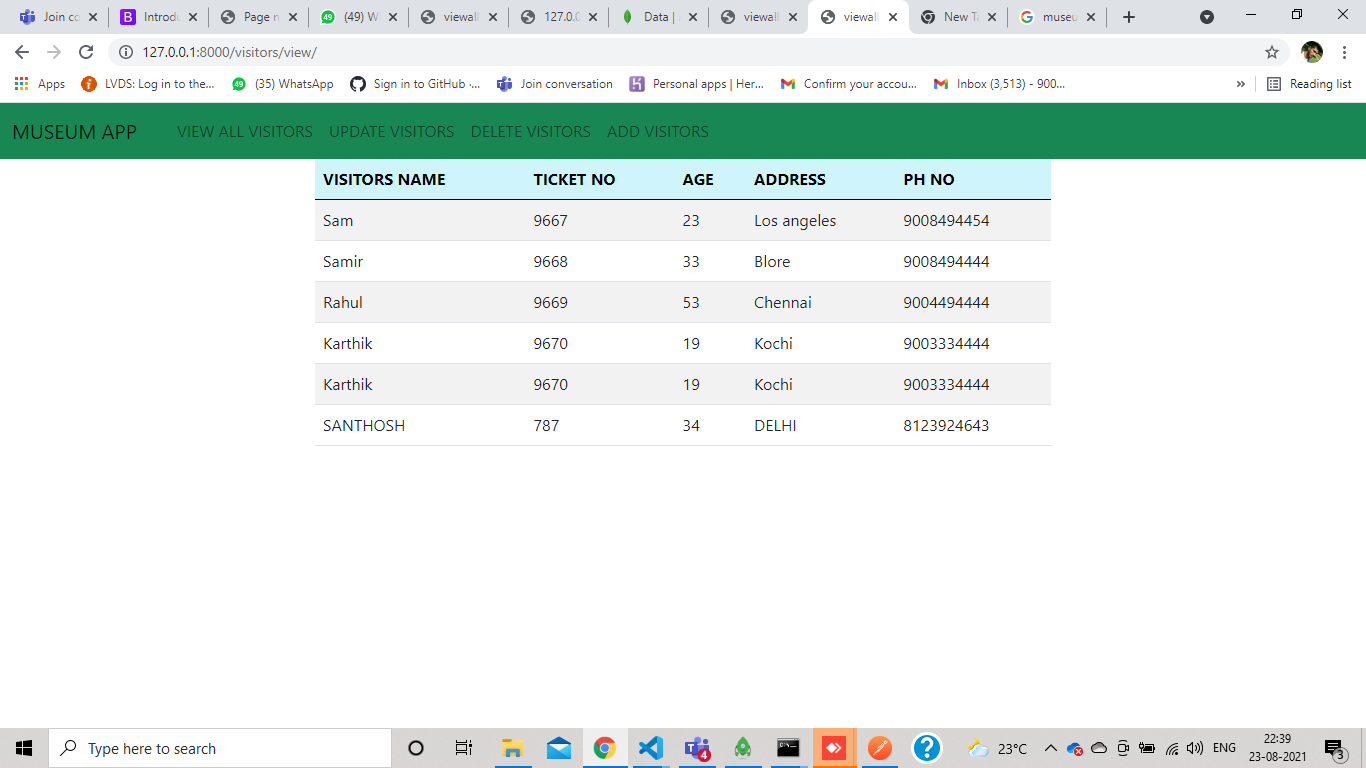 Join co Introdu Page n (49) W viewall 127.0.0 Data | viewall viewall New Ta museu
127.0.0.1:8000/visitors/view/
Apps LVDS: Log in to the... (35) WhatsApp Sign in to GitHub ·... Join conversation Personal apps | Her... Confirm your accou... Inbox (3,513) - 900... » Reading list
MUSEUM APP VIEW ALL VISITORS UPDATE VISITORS DELETE VISITORS ADD VISITORS
VISITORS NAME TICKET NO AGE ADDRESS PH NO
Sam 9667 23 Los angeles 9008494454
Samir 9668 33 Blore 9008494444
Rahul 9669 53 Chennai 9004494444
Karthik 9670 19 Kochi 9003334444
Karthik 9670 19 Kochi 9003334444
SANTHOSH 787 34 DELHI 8123924643
Type here to search 4 23°C ENG 22:39
23-08-2021 3